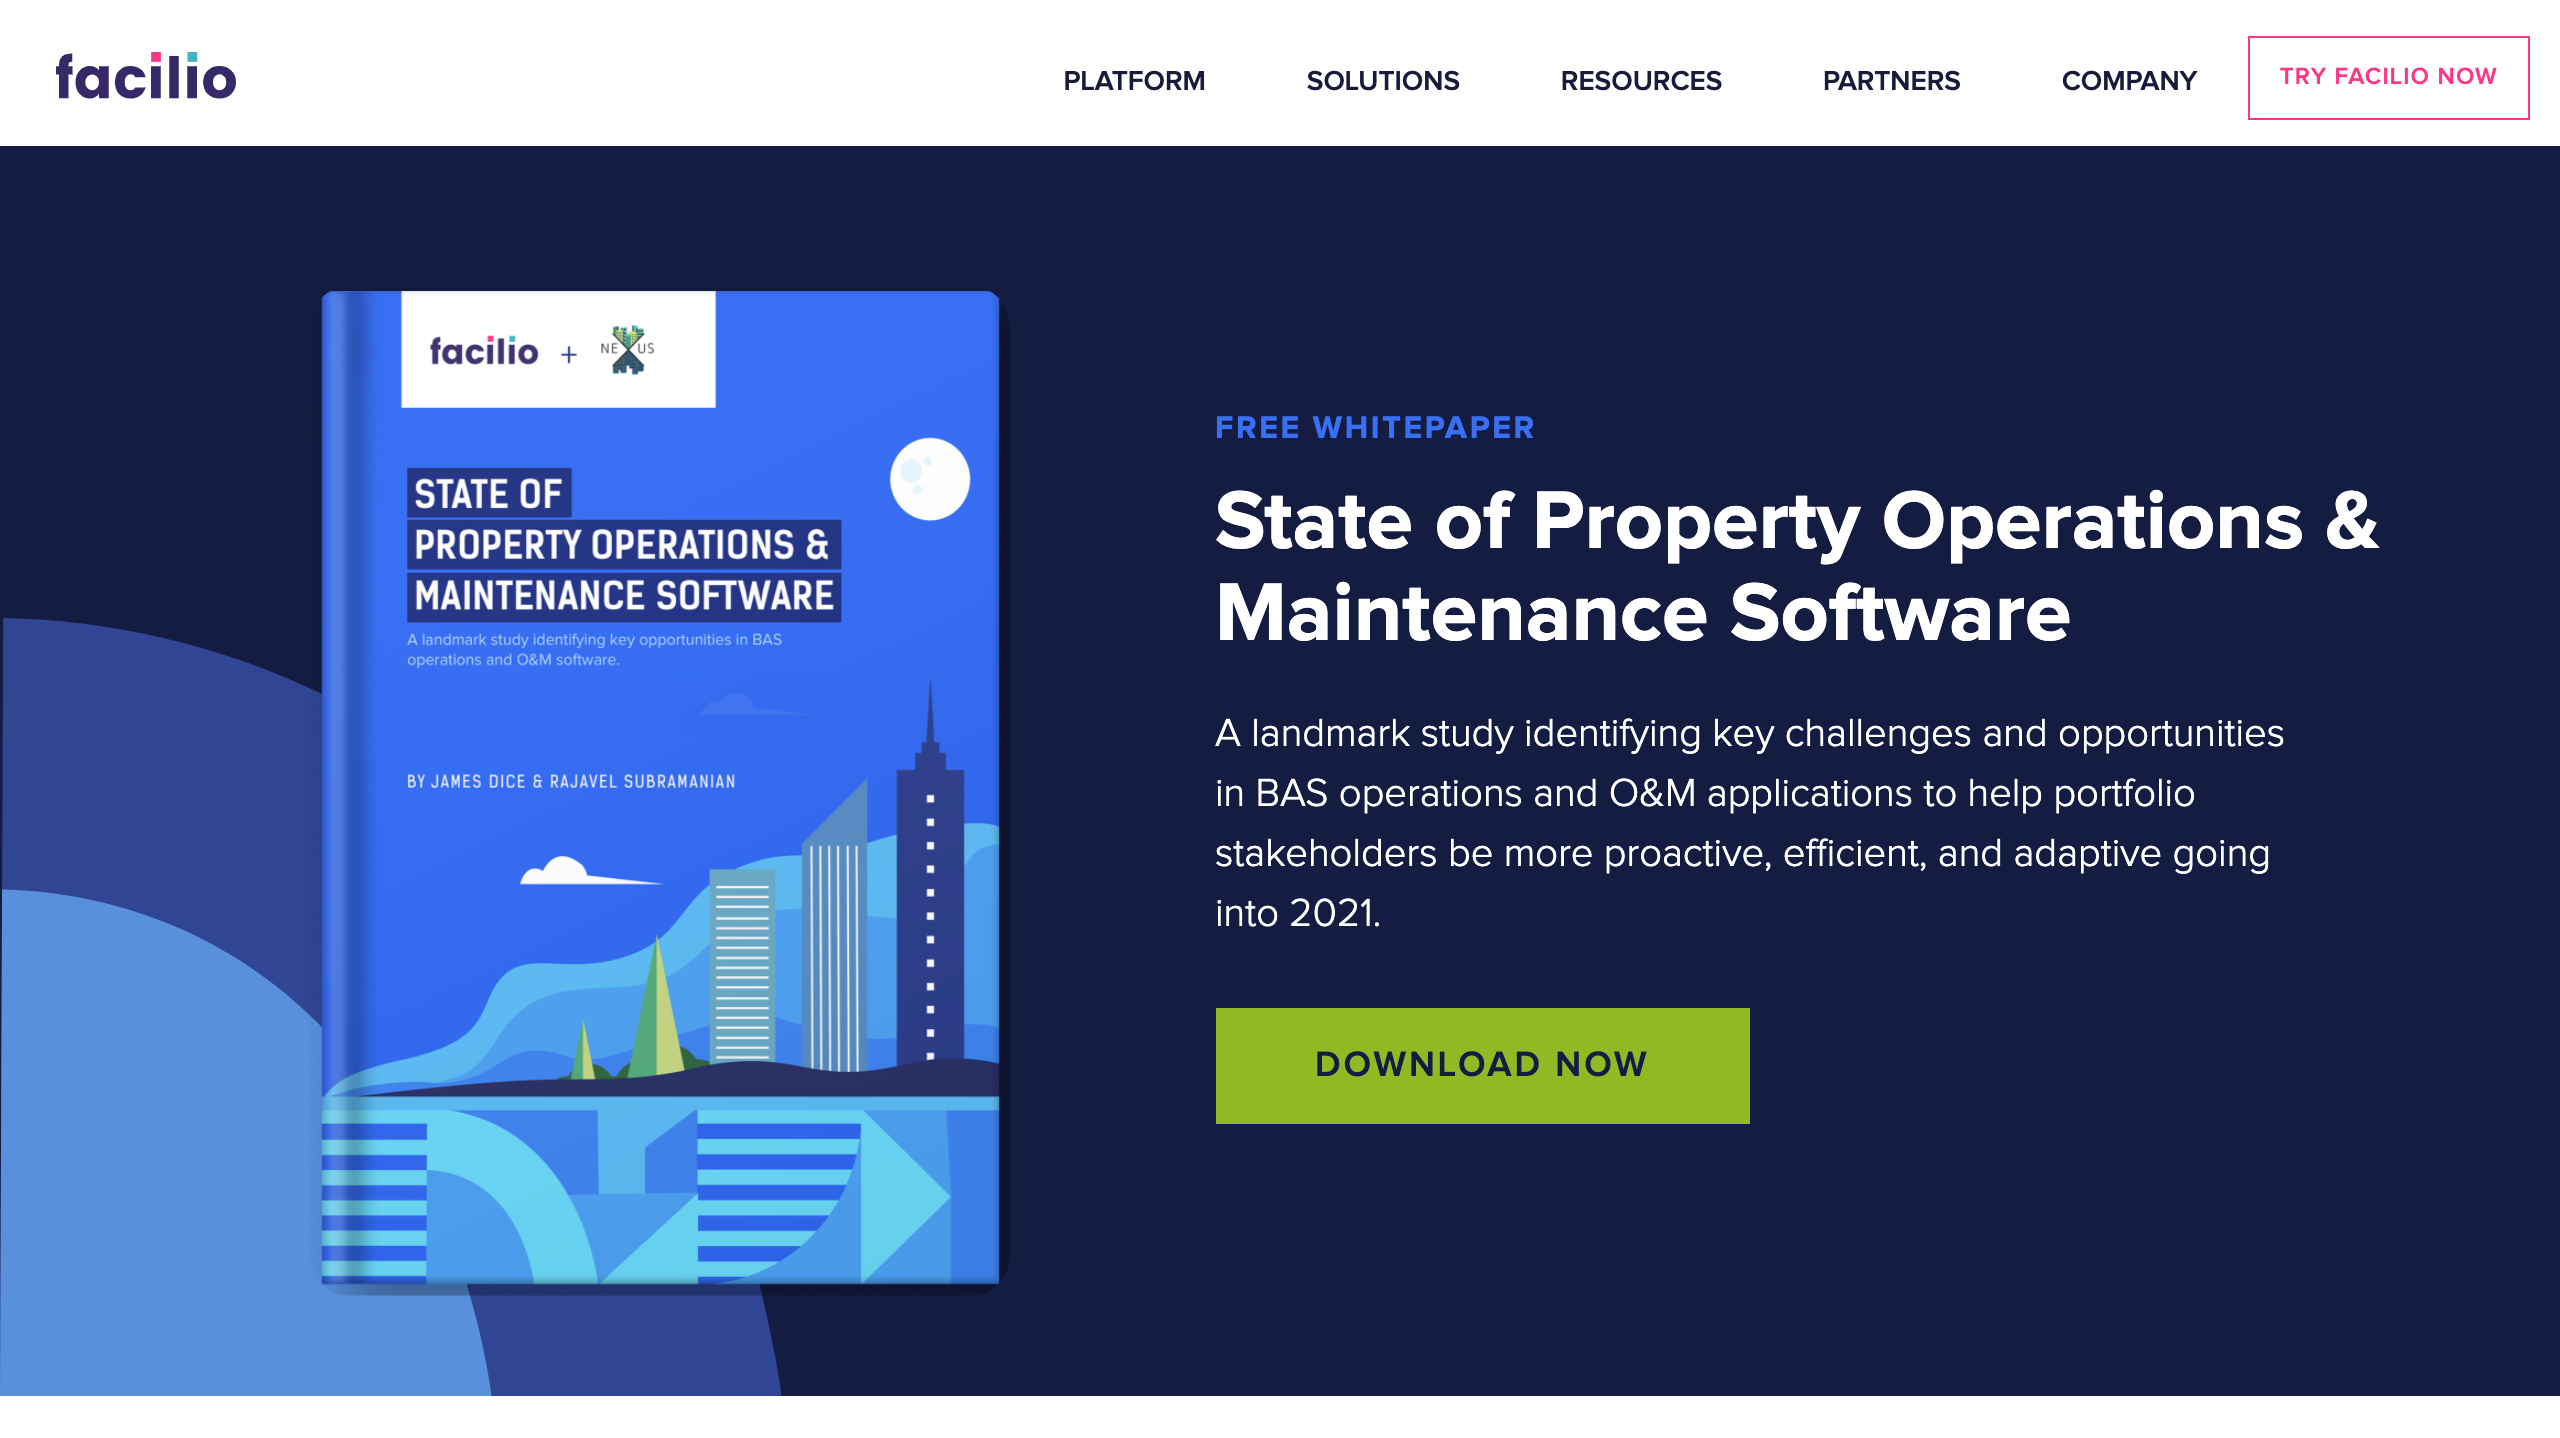 facilio
PLATFORM
SOLUTIONS
RESOURCES
PARTNERS
COMPANY
TRY FACILIO NOW
facilio + NEXUS
STATE OF
PROPERTY OPERATIONS &
MAINTENANCE SOFTWARE
A landmark study identifying key opportunities in BAS
operations and O&M software.
BY JAMES DICE & RAJAVEL SUBRAMANIAN
FREE WHITEPAPER
State of Property Operations &
Maintenance Software
A landmark study identifying key challenges and opportunities
in BAS operations and O&M applications to help portfolio
stakeholders be more proactive, efficient, and adaptive going
into 2021.
DOWNLOAD NOW